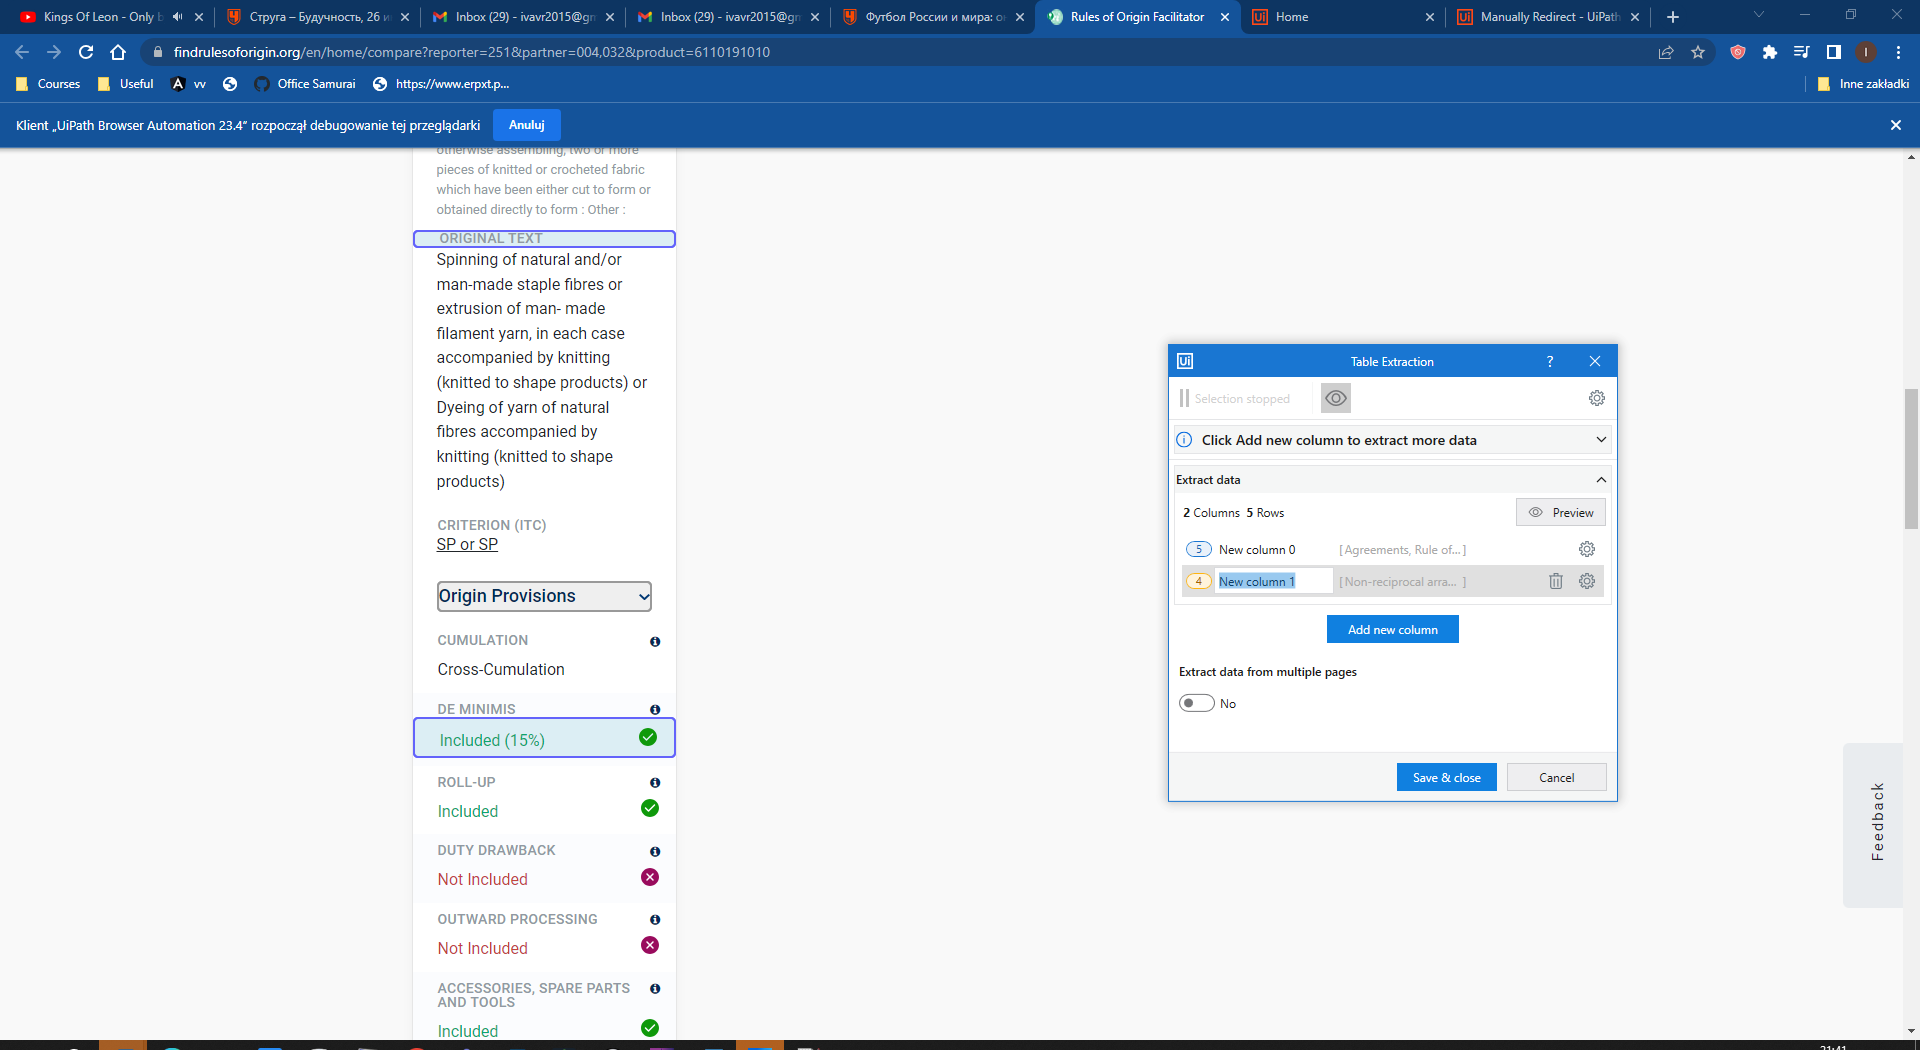 Kings Of Leon - Only b
Струга – Будучность, 26 и
Inbox (29) - ivavr2015@gm
Inbox (29) - ivavr2015@gm
Футбол России и мира: о
Rules of Origin Facilitator
Home
Manually Redirect - UiPath
findrulesoforigin.org/en/home/compare?reporter=251&partner=004,032&product=6110191010
Courses
Useful
vv
Office Samurai
https://www.erpxt.p...
Inne zakładki
Klient „UiPath Browser Automation 23.4” rozpoczął debugowanie tej przeglądarki
Anuluj
otherwise assembling, two or more
pieces of knitted or crocheted fabric
which have been either cut to form or
obtained directly to form : Other :
ORIGINAL TEXT
Spinning of natural and/or
man-made staple fibres or
extrusion of man- made
filament yarn, in each case
accompanied by knitting
(knitted to shape products) or
Dyeing of yarn of natural
fibres accompanied by
knitting (knitted to shape
products)
CRITERION (ITC)
SP or SP
Origin Provisions
CUMULATION
Cross-Cumulation
DE MINIMIS
Included (15%)
ROLL-UP
Included
DUTY DRAWBACK
Not Included
OUTWARD PROCESSING
Not Included
ACCESSORIES, SPARE PARTS
AND TOOLS
Included
Ui
Table Extraction
?
Selection stopped
Click Add new column to extract more data
Extract data
2 Columns 5 Rows
Preview
5 New column 0 [ Agreements, Rule of... ]
4 New column 1 [ Non-reciprocal arra... ]
Add new column
Extract data from multiple pages
No
Save & close
Cancel
Feedback
21:41